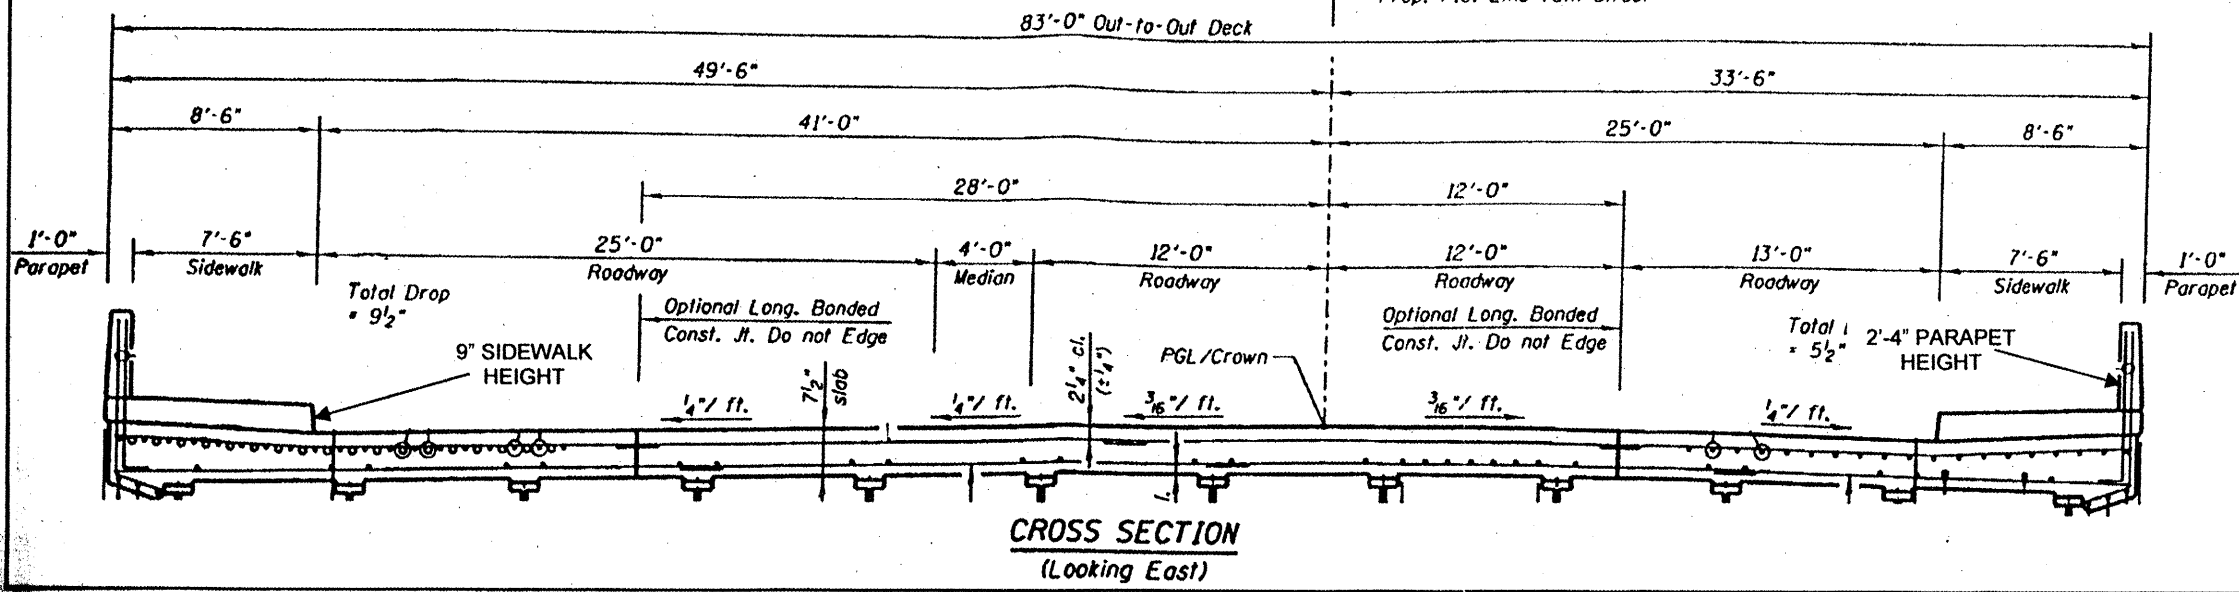 83'-0" Out-to-Out Deck
49'-6"
33'-6"
8'-6"
41'-0"
25'-0"
8'-6"
28'-0"
12'-0"
1'-0"
Parapet
7'-6"
Sidewalk
25'-0"
Roadway
4'-0"
Median
12'-0"
Roadway
12'-0"
Roadway
13'-0"
Roadway
7'-6"
Sidewalk
1'-0"
Parapet
Total Drop
= 9½"
Optional Long. Bonded
Const. Jt. Do not Edge
Optional Long. Bonded
Const. Jt. Do not Edge
Total
= 5½"
9" SIDEWALK
HEIGHT
2'-4" PARAPET
HEIGHT
PGL/Crown
7½"
slab
2¼" cl.
(±¼")
¼"/ ft.
¼"/ ft.
3/16"/ ft.
3/16"/ ft.
¼"/ ft.
CROSS SECTION
(Looking East)